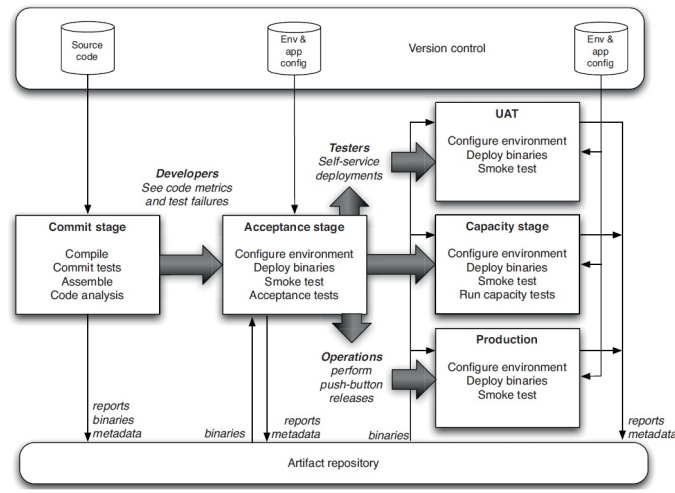 Source
code
Env &
app
config
Version control
Env &
app
config
Developers
See code metrics
and test failures
Testers
Self-service
deployments
UAT
Configure environment
Deploy binaries
Smoke test
Commit stage
Compile
Commit tests
Assemble
Code analysis
Acceptance stage
Configure environment
Deploy binaries
Smoke test
Acceptance tests
Capacity stage
Configure environment
Deploy binaries
Smoke test
Run capacity tests
Operations
perform
push-button
releases
Production
Configure environment
Deploy binaries
Smoke test
reports
binaries
metadata
binaries
reports
metadata
binaries
reports
metadata
Artifact repository